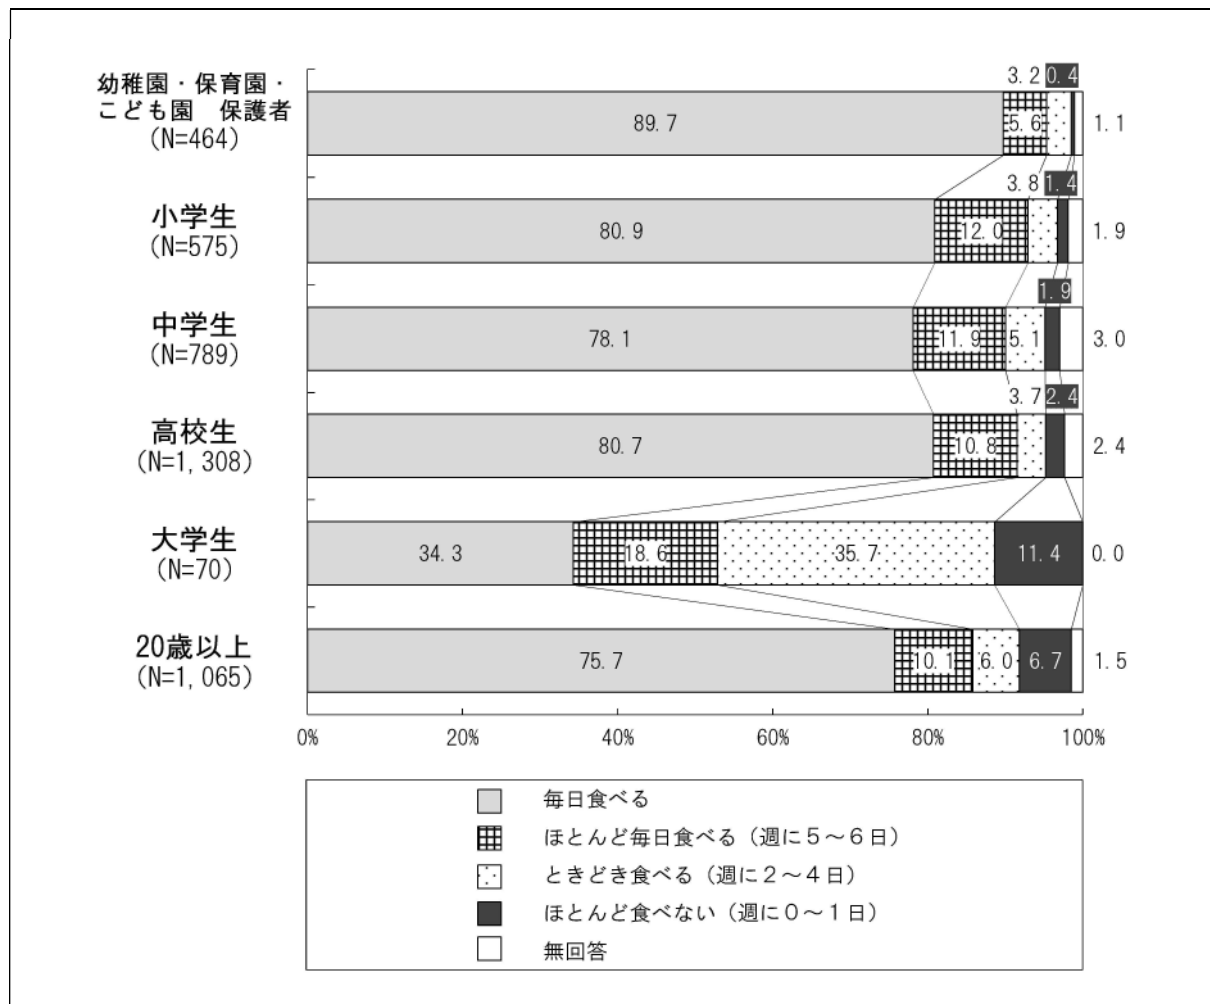 3.2 0.4
幼稚園・保育園・
こども園 保護者
(N=464)
89.7 5.6 1.1
3.8 1.4
小学生
(N=575)
80.9 12.0 1.9
1.9
中学生
(N=789)
78.1 11.9 5.1 3.0
3.7 2.4
高校生
(N=1,308)
80.7 10.8 2.4
大学生
(N=70)
34.3 18.6 35.7 11.4 0.0
20歳以上
(N=1,065)
75.7 10.1 6.0 6.7 1.5
0% 20% 40% 60% 80% 100%
毎日食べる
ほとんど毎日食べる(週に5~6日)
ときどき食べる(週に2~4日)
ほとんど食べない(週に0~1日)
無回答